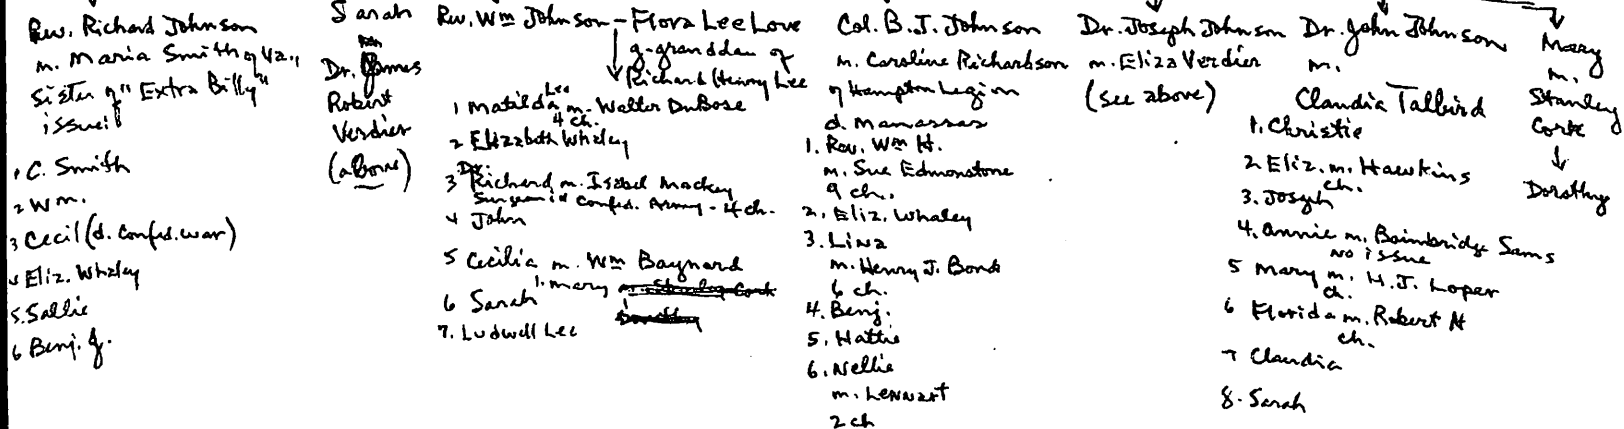 Rev. Richard Johnson
m. Maria Smith of Va.,
sister of "Extra Billy"
issue:
1 C. Smith
2 Wm.
3 Cecil (d. Confed. war)
4 Eliz. Whaley
5. Sallie
6 Benj. J.
Sarah
m.
Dr. James
Robert
Verdier
(above)
Rev. Wm Johnson – Flora Lee Love
g-granddau of
Richard Henry Lee
1 Matilda Lee m. Walter DuBose
4 ch.
2 Elizabeth Whaley
3 Dr. Richard m. Isabel Mackey
Surgeon in Confed. Army - 4 ch.
4 John
5 Cecilia m. Wm Baynard
1. Mary m. Stanley Cork
6 Sarah
Dorothy
7. Ludwell Lee
Col. B. J. Johnson
m. Caroline Richardson
of Hampton Legion
d. Manassas
1. Rev. Wm H.
m. Sue Edmonstone
9 ch.
2. Eliz. Whaley
3. Lina
m. Henry J. Bond
6 ch.
4. Benj.
5. Hattie
6. Nellie
m. Lennart
2 ch
Dr. Joseph Johnson
m. Eliza Verdier
(see above)
Dr. John Johnson
m.
Claudia Talbird
1. Christie
2 Eliz. m. Hawkins
ch.
3. Joseph
4. Annie m. Bainbridge Sams
no issue
5 Mary m. H. J. Loper
ch.
6 Florida m. Robert H
ch.
7 Claudia
8. Sarah
Mary
m.
Stanley
Cork
Dorothy